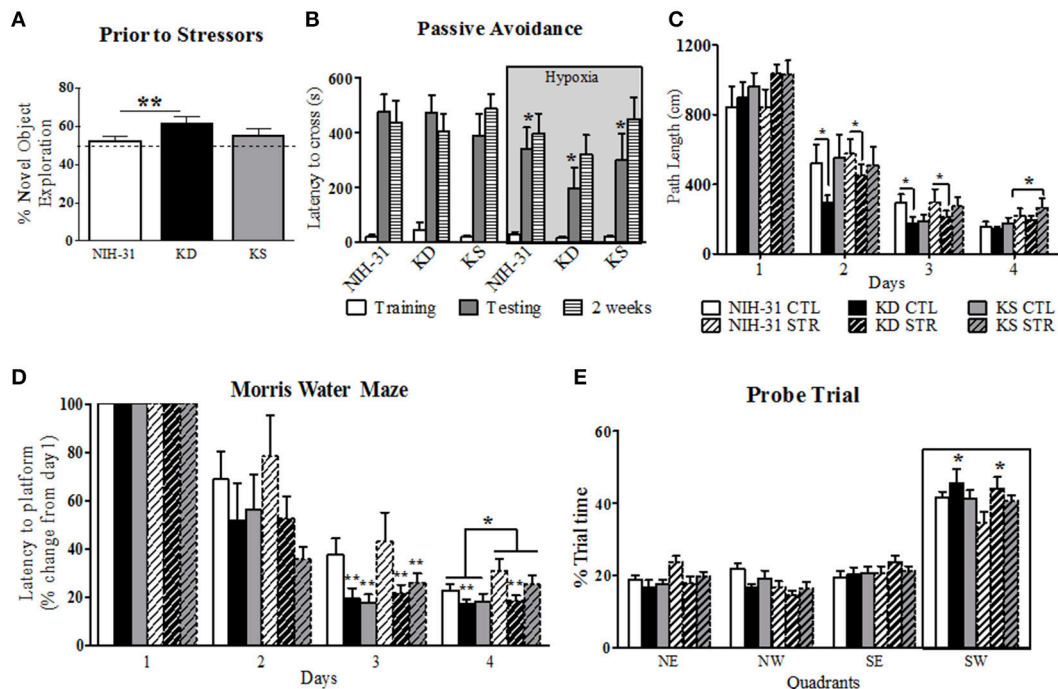 A
Prior to Stressors
% Novel Object
Exploration
80
60
40
20
0
**
NIH-31
KD
KS
B
Passive Avoidance
Latency to cross (s)
600
400
200
0
Hypoxia
*
*
*
NIH-31
KD
KS
NIH-31
KD
KS
Training
Testing
2 weeks
C
Path Length (cm)
1200
800
400
0
*
*
*
*
*
1
2
3
4
Days
NIH-31 CTL
KD CTL
KS CTL
NIH-31 STR
KD STR
KS STR
D
Morris Water Maze
Latency to platform
(% change from day1)
100
80
60
40
20
0
**
**
**
**
*
**
**
1
2
3
4
Days
E
Probe Trial
% Trial time
60
40
20
0
*
*
NE
NW
SE
SW
Quadrants